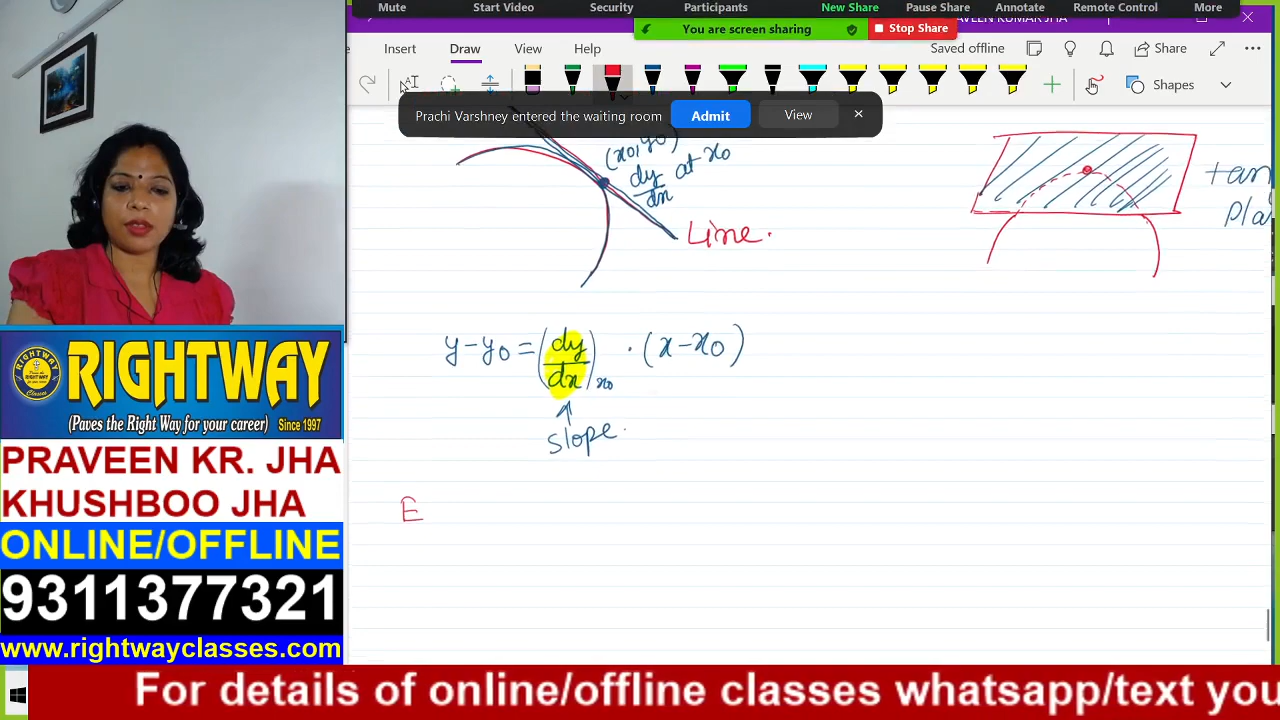 Mute Start Video Security Participants New Share Pause Share Annotate Remote Control More
You are screen sharing Stop Share
Insert Draw View Help Saved offline Share
Shapes
Prachi Varshney entered the waiting room Admit View
(x0, y0)
dy/dx at x0
Line.
y-y0 = (dy/dx)x0 · (x-x0)
slope.
E
RIGHTWAY
(Paves the Right Way for your career) Since 1997
PRAVEEN KR. JHA
KHUSHBOO JHA
ONLINE/OFFLINE
9311377321
www.rightwayclasses.com
For details of online/offline classes whatsapp/text you